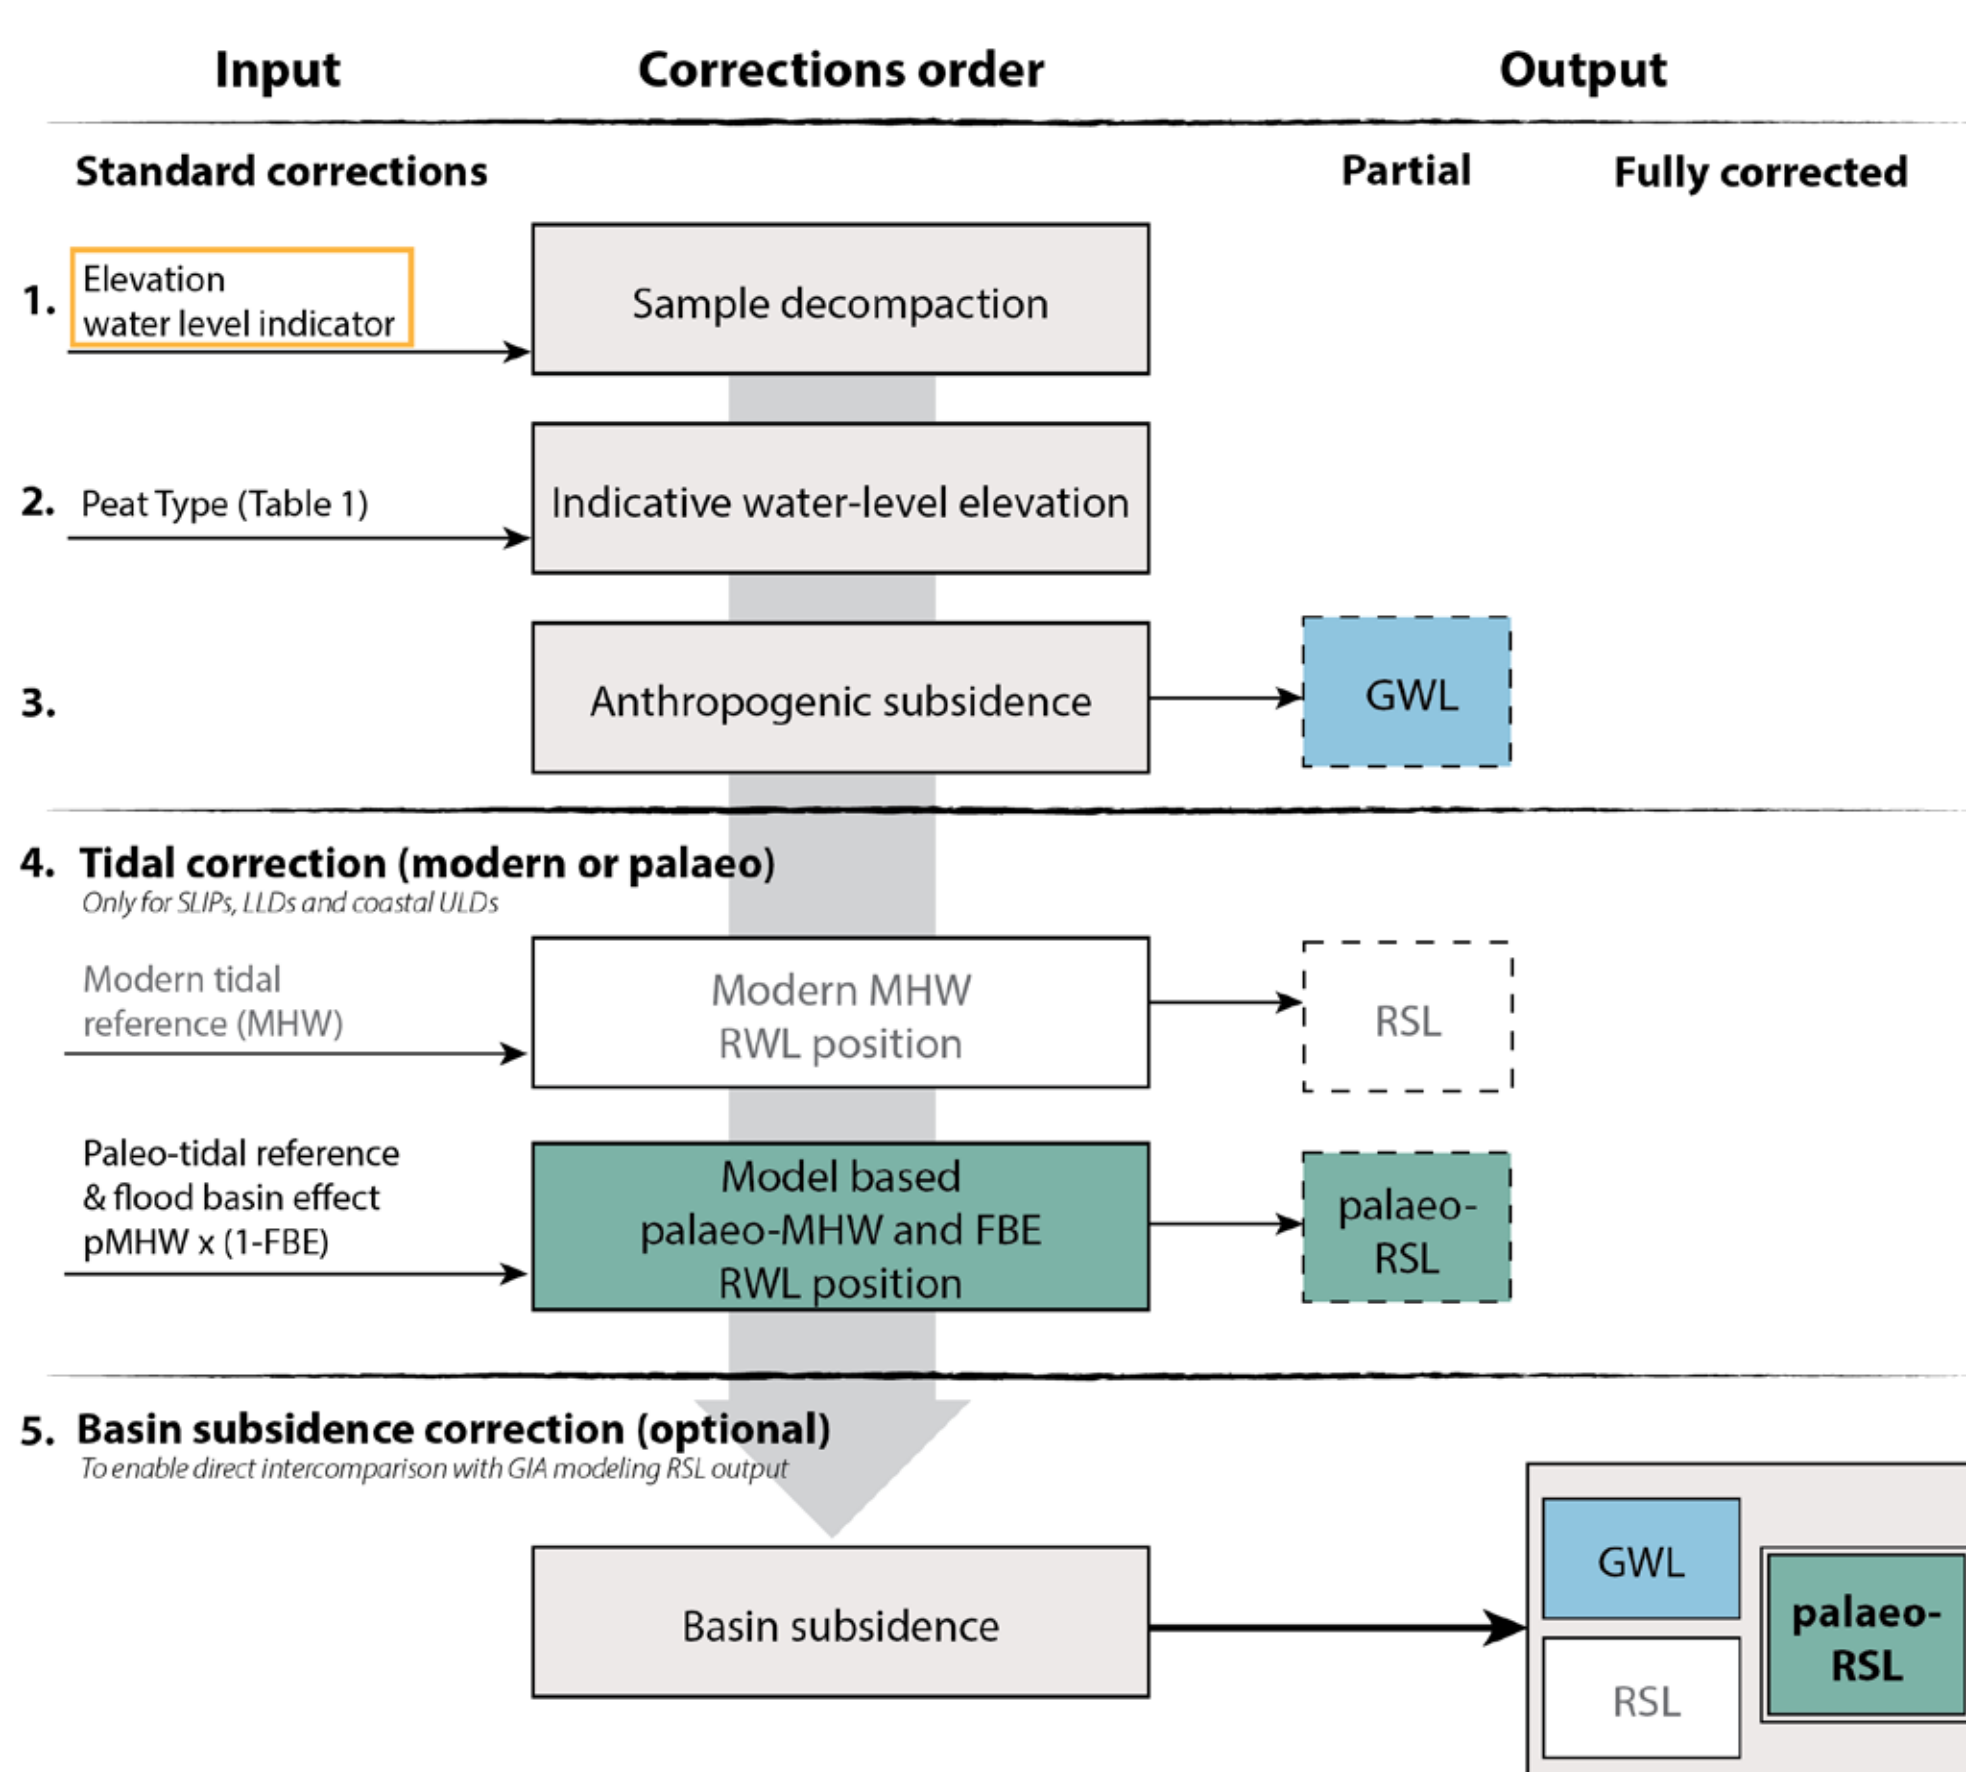 Input
Corrections order
Output
Standard corrections
Partial
Fully corrected
1.
Elevation
water level indicator
Sample decompaction
2.
Peat Type (Table 1)
Indicative water-level elevation
3.
Anthropogenic subsidence
GWL
4. Tidal correction (modern or palaeo)
Only for SLIPs, LLDs and coastal ULDs
Modern tidal
reference (MHW)
Modern MHW
RWL position
RSL
Paleo-tidal reference
& flood basin effect
pMHW x (1-FBE)
Model based
palaeo-MHW and FBE
RWL position
palaeo-
RSL
5. Basin subsidence correction (optional)
To enable direct intercomparison with GIA modeling RSL output
Basin subsidence
GWL
RSL
palaeo-
RSL